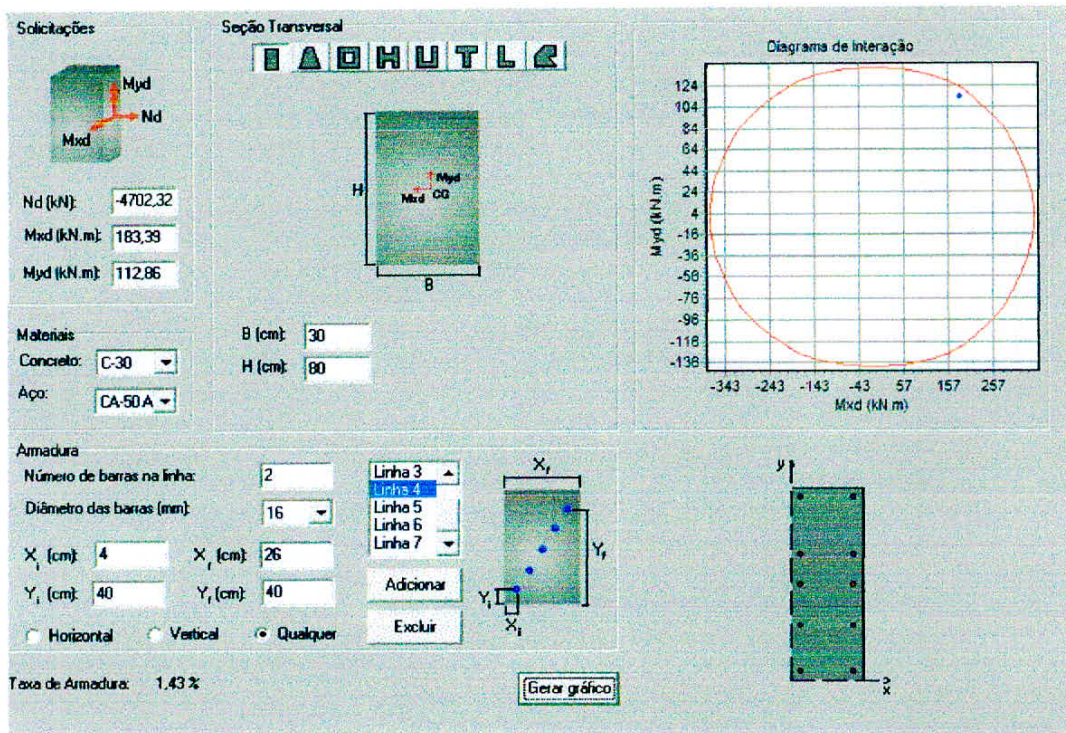 Solicitações
Myd
Nd
Mxd
Nd (kN): -4702,32
Mxd (kN.m): 183,39
Myd (kN.m): 112,86
Materiais
Concreto: C-30
Aço: CA-50 A
Seção Transversal
H
Myd
Mxd CG
B
B (cm): 30
H (cm): 80
Diagrama de Interação
Myd (kN.m)
124
104
84
64
44
24
4
-16
-36
-56
-76
-96
-116
-136
-343 -243 -143 -43 57 157 257
Mxd (kN.m)
Armadura
Número de barras na linha: 2
Diâmetro das barras (mm): 16
Xi (cm): 4 Xf (cm): 26
Yi (cm): 40 Yf (cm): 40
Horizontal Vertical Qualquer
Linha 3
Linha 4
Linha 5
Linha 6
Linha 7
Adicionar
Excluir
Xf
Yf
Yi
Xi
y
x
Taxa de Armadura: 1,43 %
Gerar gráfico